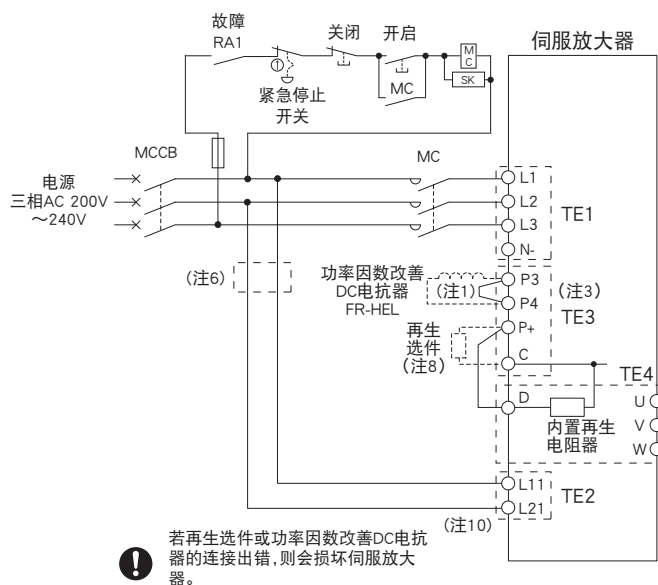 故障
RA1
关闭
开启
伺服放大器
M
C
SK
MC
紧急停止
开关
MCCB
MC
电源
三相AC 200V
～240V
L1
L2
L3
N-
TE1
（注6）
功率因数改善
DC电抗器
FR-HEL
（注1）
P3
P4
（注3）
TE3
再生
选件
（注8）
P+
C
TE4
D
内置再生
电阻器
U
V
W
L11
L21
TE2
（注10）
若再生选件或功率因数改善DC电抗
器的连接出错,则会损坏伺服放大
器。